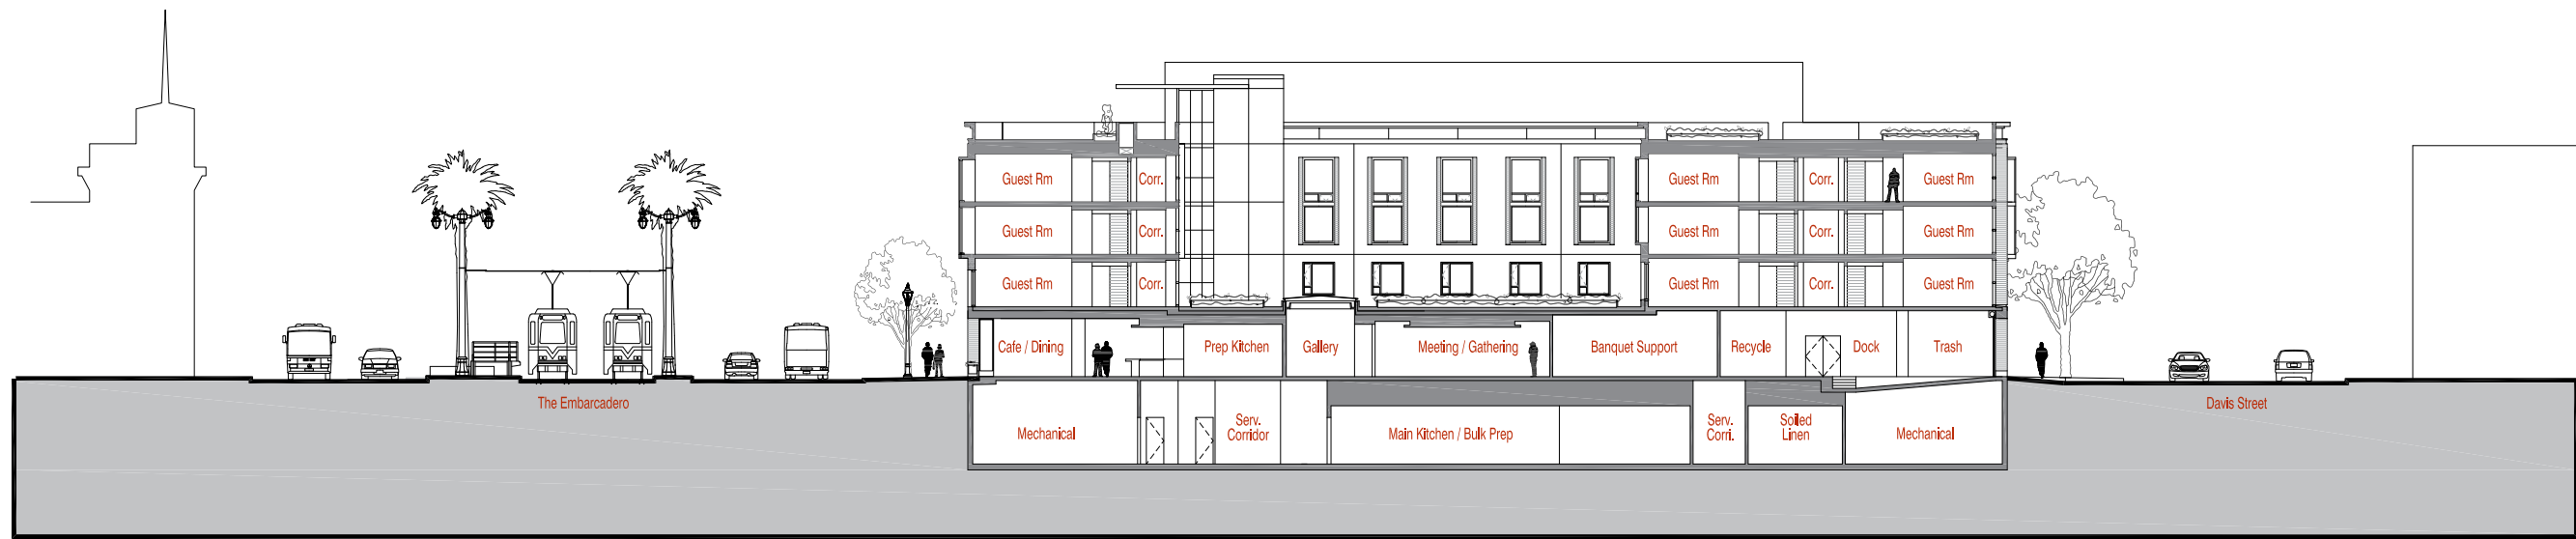 Guest Rm Corr. Guest Rm Corr. Guest Rm
Guest Rm Corr. Guest Rm Corr. Guest Rm
Guest Rm Corr. Guest Rm Corr. Guest Rm
Cafe / Dining Prep Kitchen Gallery Meeting / Gathering Banquet Support Recycle Dock Trash
The Embarcadero Davis Street
Mechanical Serv. Corridor Main Kitchen / Bulk Prep Serv. Corri. Soiled Linen Mechanical